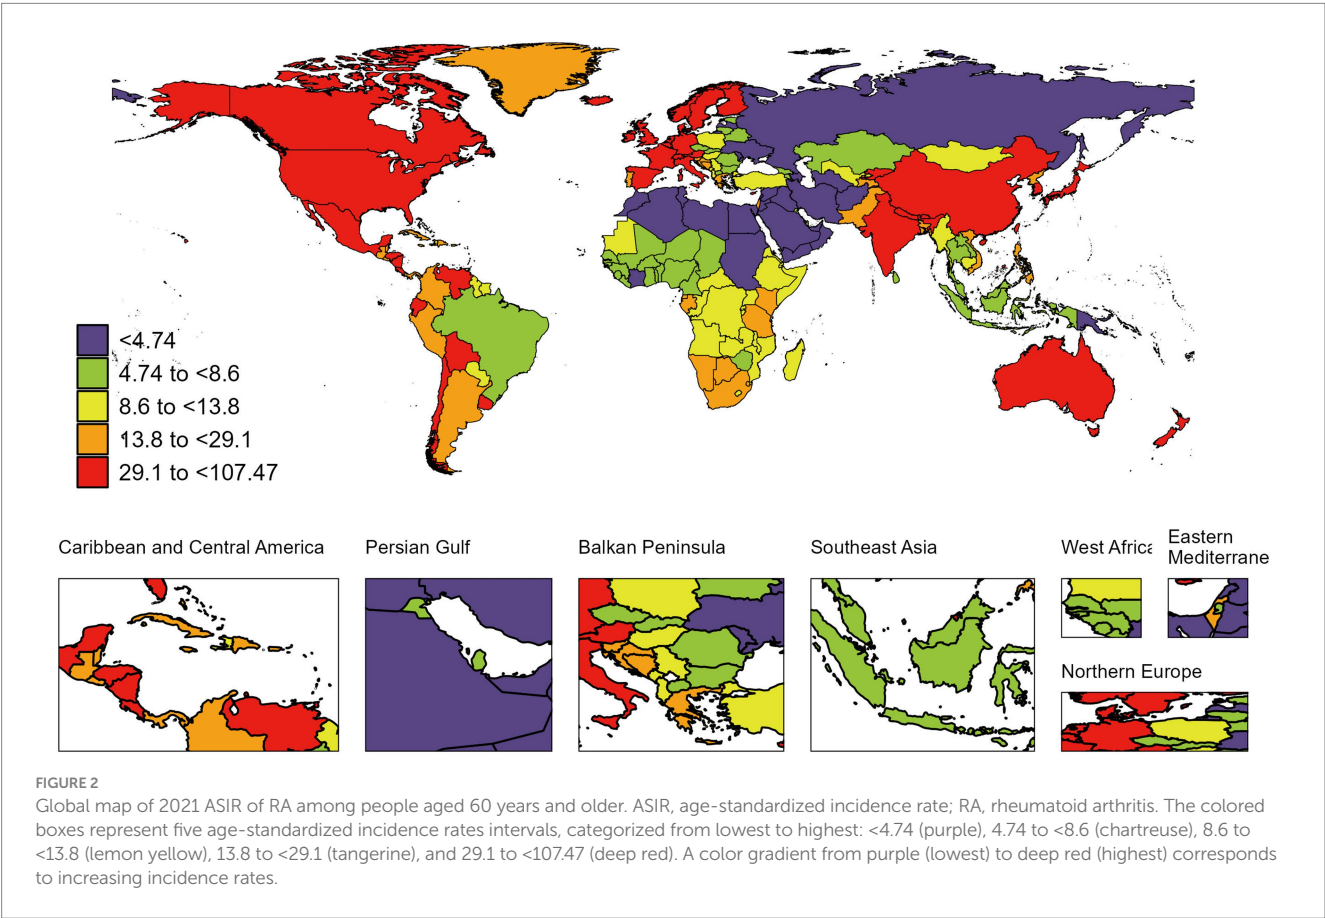 <4.74
4.74 to <8.6
8.6 to <13.8
13.8 to <29.1
29.1 to <107.47
Caribbean and Central America
Persian Gulf
Balkan Peninsula
Southeast Asia
West Africa
Eastern
Mediterrane
Northern Europe
FIGURE 2
Global map of 2021 ASIR of RA among people aged 60 years and older. ASIR, age-standardized incidence rate; RA, rheumatoid arthritis. The colored
boxes represent five age-standardized incidence rates intervals, categorized from lowest to highest: <4.74 (purple), 4.74 to <8.6 (chartreuse), 8.6 to
<13.8 (lemon yellow), 13.8 to <29.1 (tangerine), and 29.1 to <107.47 (deep red). A color gradient from purple (lowest) to deep red (highest) corresponds
to increasing incidence rates.